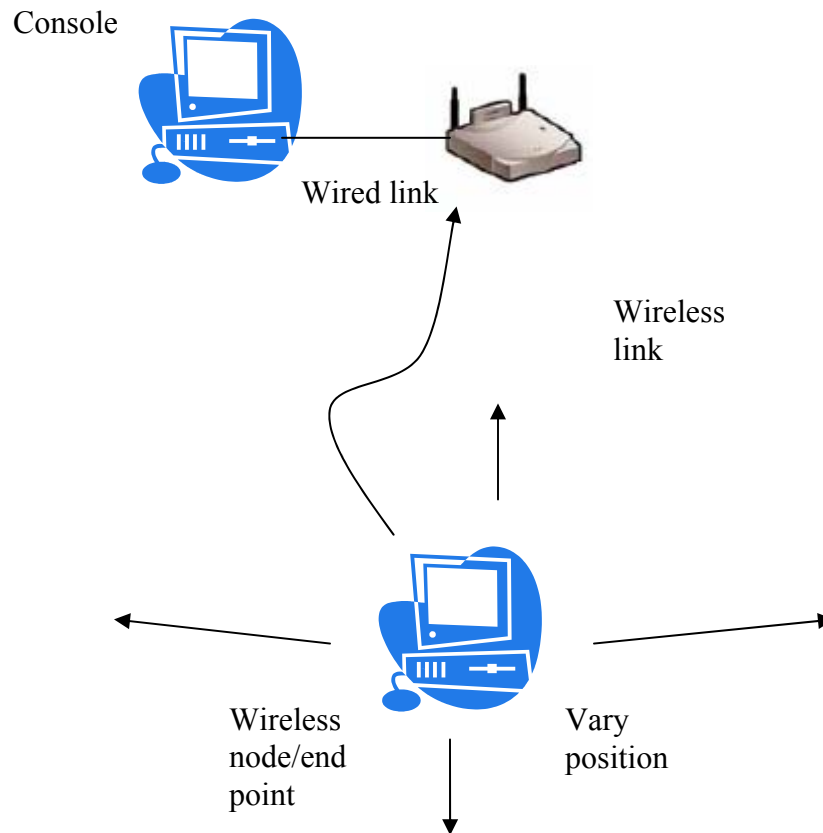 Console
Wired link
Wireless
link
Wireless
node/end
point
Vary
position